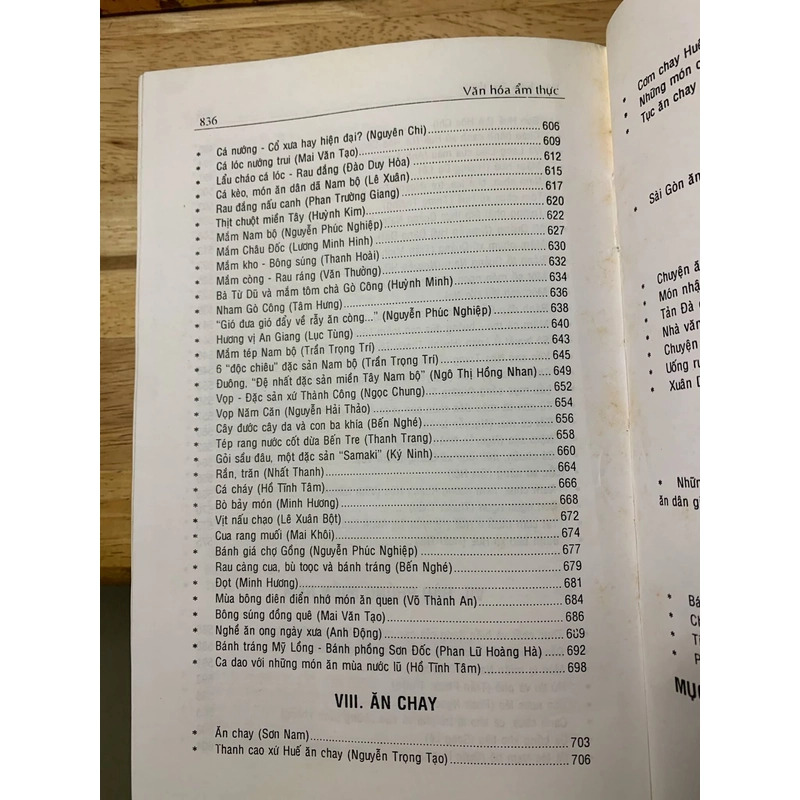 836
Văn hóa ẩm thực
* Cá nướng - Cổ xưa hay hiện đại? (Nguyên Chi) 606
* Cá lóc nướng trui (Mai Văn Tạo) 609
* Lẩu cháo cá lóc - Rau đắng (Đào Duy Hòa) 612
* Cá kèo, món ăn dân dã Nam bộ (Lê Xuân) 615
* Rau đắng nấu canh (Phan Trường Giang) 617
* Thịt chuột miền Tây (Huỳnh Kim) 620
* Mắm Nam bộ (Nguyễn Phúc Nghiệp) 622
* Mắm Châu Đốc (Lương Minh Hinh) 627
* Mắm kho - Bông súng (Thanh Hoài) 630
* Mắm còng - Rau ráng (Văn Thưởng) 632
* Bà Từ Dũ và mắm tôm chà Gò Công (Huỳnh Minh) 634
* Nham Gò Công (Tâm Hưng) 636
* "Gió đưa gió đẩy về rẫy ăn còng..." (Nguyễn Phúc Nghiệp) 638
* Hương vị An Giang (Lục Tùng) 640
* Mắm tép Nam bộ (Trần Trọng Trí) 643
* 6 "độc chiêu" đặc sản Nam bộ (Trần Trọng Trí) 645
* Đuông, "Đệ nhất đặc sản miền Tây Nam bộ" (Ngô Thị Hồng Nhan) 649
* Vọp - Đặc sản xứ Thành Công (Ngọc Chung) 652
* Vọp Năm Căn (Nguyễn Hải Thảo) 654
* Cây đước cây da và con ba khía (Bến Nghé) 656
* Tép rang nước cốt dừa Bến Tre (Thanh Trang) 658
* Gỏi sầu đâu, một đặc sản "Samaki" (Ký Ninh) 660
* Rắn, trăn (Nhất Thanh) 664
* Cá cháy (Hồ Tĩnh Tâm) 666
* Bò bảy món (Minh Hương) 668
* Vịt nấu chao (Lê Xuân Bột) 672
* Cua rang muối (Mai Khôi) 674
* Bánh giá chợ Gồng (Nguyễn Phúc Nghiệp) 677
* Rau càng cua, bù tọọc và bánh tráng (Bến Nghé) 679
* Đọt (Minh Hương) 681
* Mùa bông điên điển nhớ món ăn quen (Võ Thành An) 684
* Bông súng đồng quê (Mai Văn Tạo) 686
* Nghề ăn ong ngày xưa (Anh Động) 689
* Bánh tráng Mỹ Lồng - Bánh phồng Sơn Đốc (Phan Lữ Hoàng Hà) 692
* Ca dao với những món ăn mùa nước lũ (Hồ Tĩnh Tâm) 698
VIII. ĂN CHAY
* Ăn chay (Sơn Nam) 703
* Thanh cao xứ Huế ăn chay (Nguyễn Trọng Tạo) 706
* Cơm chay Huế
* Những món
* Tục ăn chay
* Sài Gòn ăn
* Chuyện
* Món nhậ
* Tản Đà
* Nhà văn
* Chuyện
* Uống
* Xuân
* Nhữn
ăn dân
MỤ